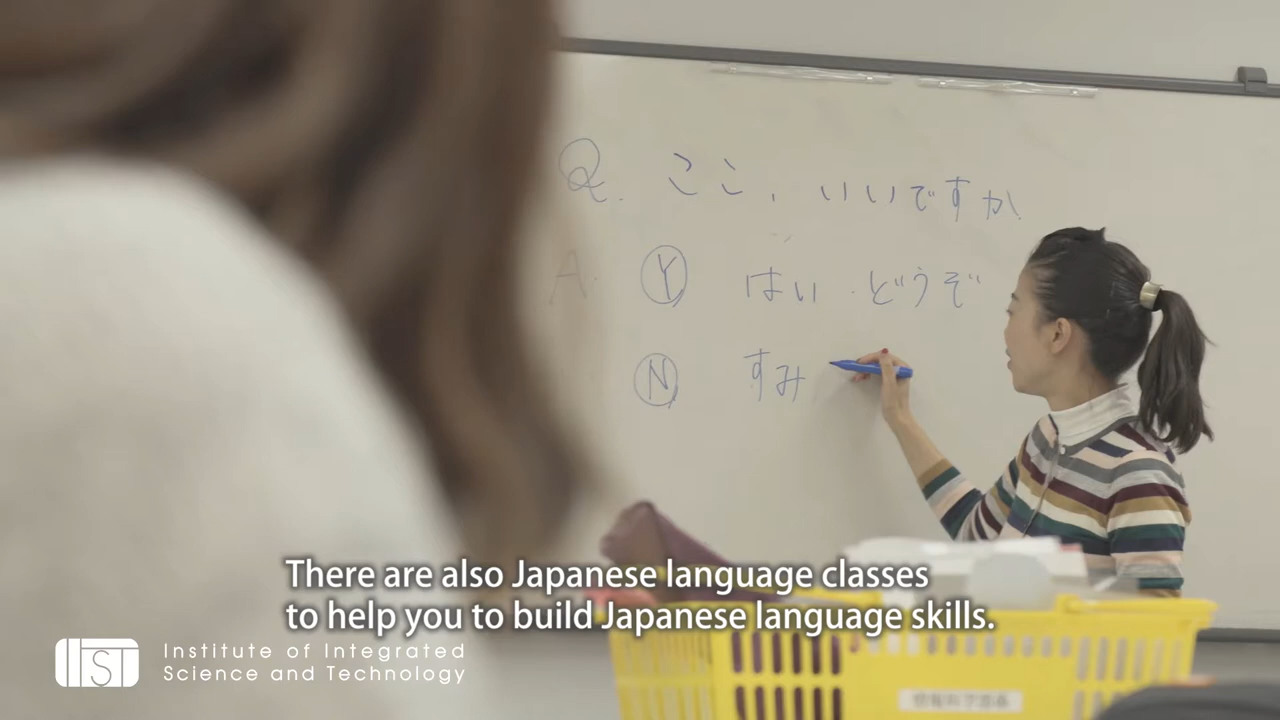 Q. ここ、いいですか
A. Ⓨ はい、どうぞ
Ⓝ すみ
There are also Japanese language classes
to help you to build Japanese language skills.
IIST
Institute of Integrated
Science and Technology